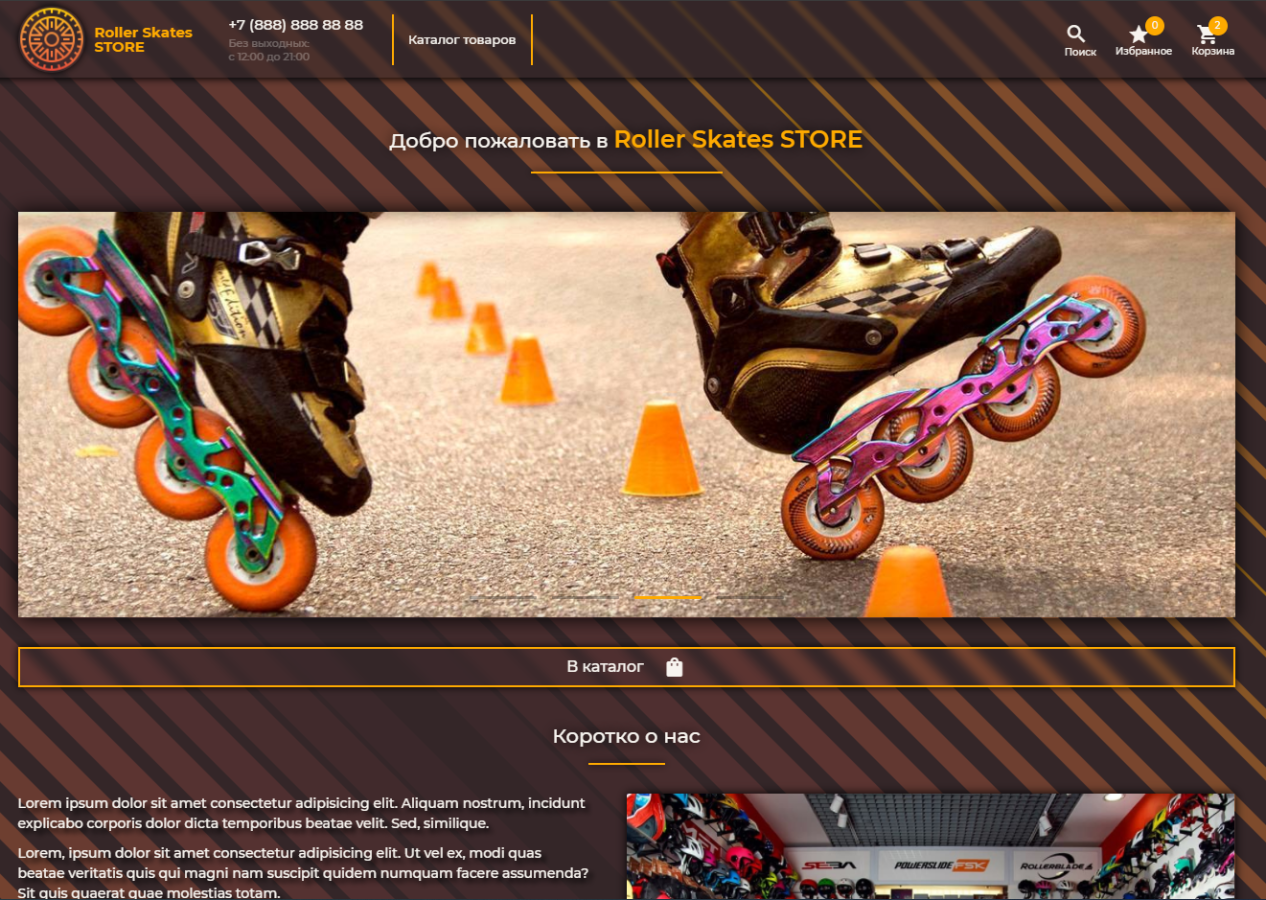 Roller Skates
STORE
+7 (888) 888 88 88
Без выходных:
с 12:00 до 21:00
Каталог товаров
0
2
Поиск
Избранное
Корзина
Добро пожаловать в Roller Skates STORE
В каталог
Коротко о нас
Lorem ipsum dolor sit amet consectetur adipisicing elit. Aliquam nostrum, incidunt
explicabo corporis dolor dicta temporibus beatae velit. Sed, similique.
Lorem, ipsum dolor sit amet consectetur adipisicing elit. Ut vel ex, modi quas
beatae veritatis quis qui magni nam suscipit quidem numquam facere assumenda?
Sit quis quaerat quae molestias totam.
SEBA
POWERSLIDE FSK
ROLLERBLADE